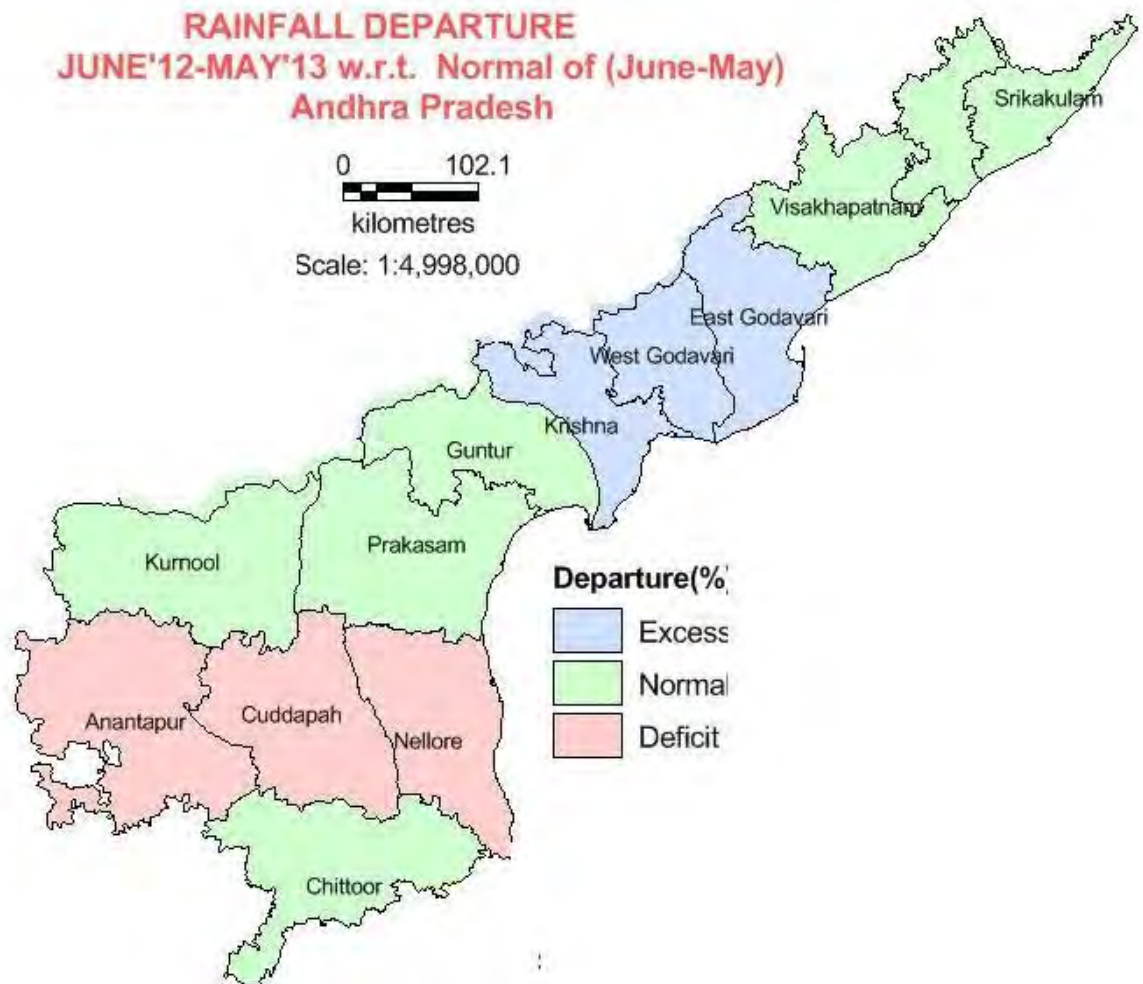 RAINFALL DEPARTURE
JUNE'12-MAY'13 w.r.t. Normal of (June-May)
Andhra Pradesh
0 102.1
kilometres
Scale: 1:4,998,000
Srikakulam
Visakhapatnam
East Godavari
West Godavari
Krishna
Guntur
Prakasam
Kurnool
Departure(%)
Excess
Normal
Deficit
Anantapur
Cuddapah
Nellore
Chittoor